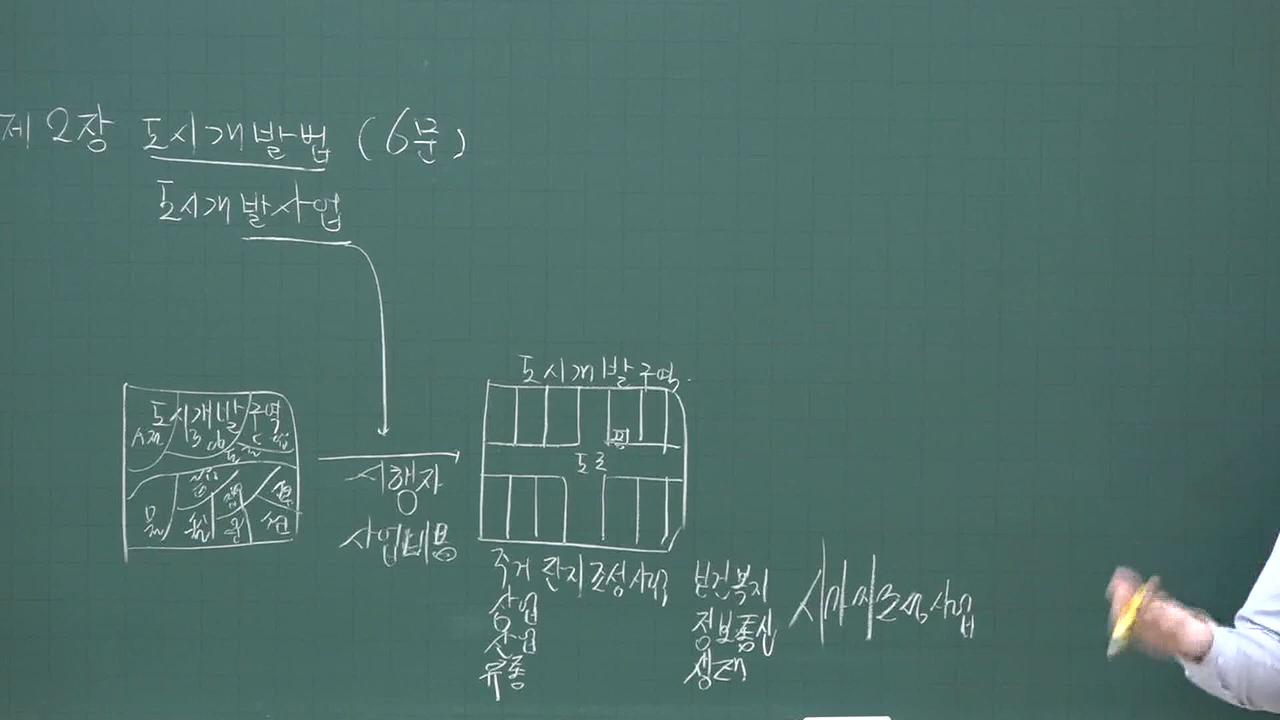 제 2장 도시개발법 (6문)
도시개발사업
도시개발구역
시행자
사업비용
도시개발구역.
도로
주거 단지조성사업
상업
산업
유통
보건복지
정보통신
생태
시가지조성사업